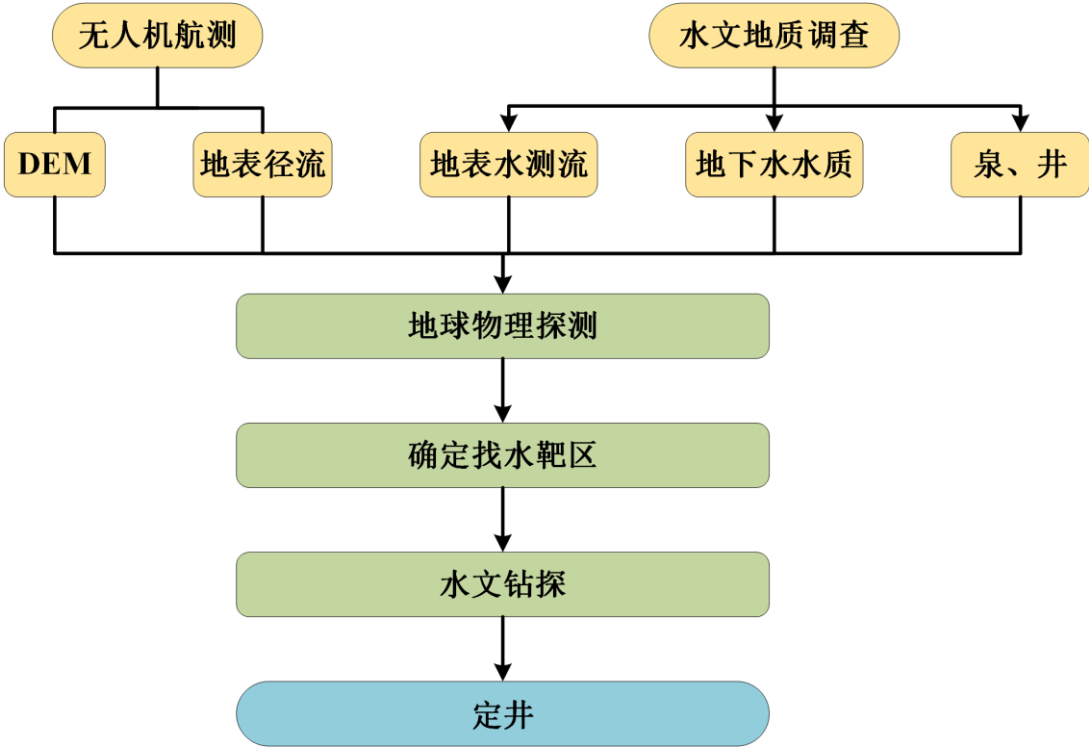 无人机航测
水文地质调查
DEM
地表径流
地表水测流
地下水水质
泉、井
地球物理探测
确定找水靶区
水文钻探
定井